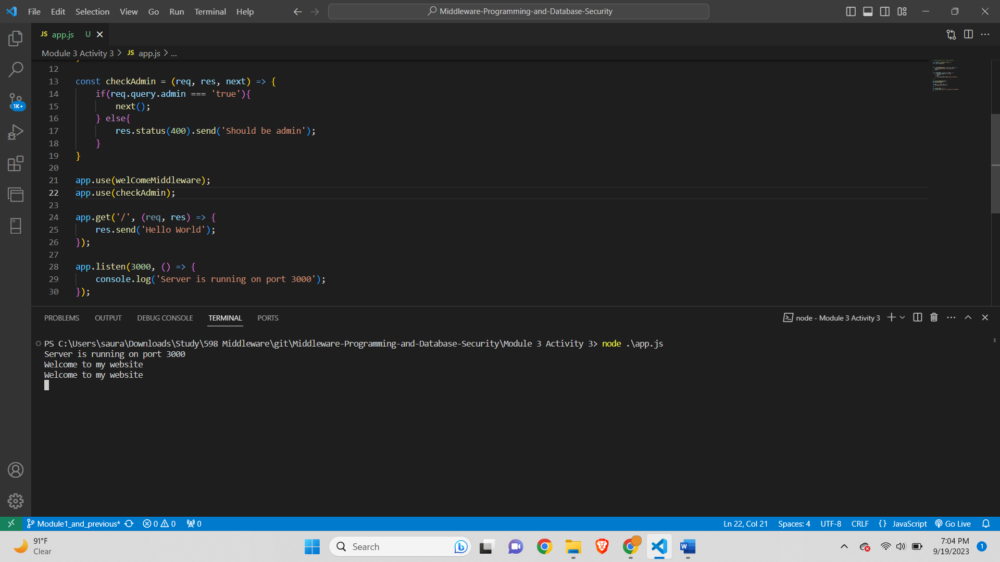 File Edit Selection View Go Run Terminal Help
Middleware-Programming-and-Database-Security
JS app.js U
Module 3 Activity 3 > JS app.js > ...
12
13 const checkAdmin = (req, res, next) => {
14 if(req.query.admin === 'true'){
15 next();
16 } else{
17 res.status(400).send('Should be admin');
18 }
19 }
20
21 app.use(welComeMiddleware);
22 app.use(checkAdmin);
23
24 app.get('/', (req, res) => {
25 res.send('Hello World');
26 });
27
28 app.listen(3000, () => {
29 console.log('Server is running on port 3000');
30 });
1K+
PROBLEMS OUTPUT DEBUG CONSOLE TERMINAL PORTS
node - Module 3 Activity 3
PS C:\Users\saura\Downloads\Study\598 Middleware\git\Middleware-Programming-and-Database-Security\Module 3 Activity 3> node .\app.js
Server is running on port 3000
Welcome to my website
Welcome to my website
Module1_and_previous* 0 0 0
Ln 22, Col 21 Spaces: 4 UTF-8 CRLF {} JavaScript Go Live
91°F
Clear
Search
7:04 PM
9/19/2023
1